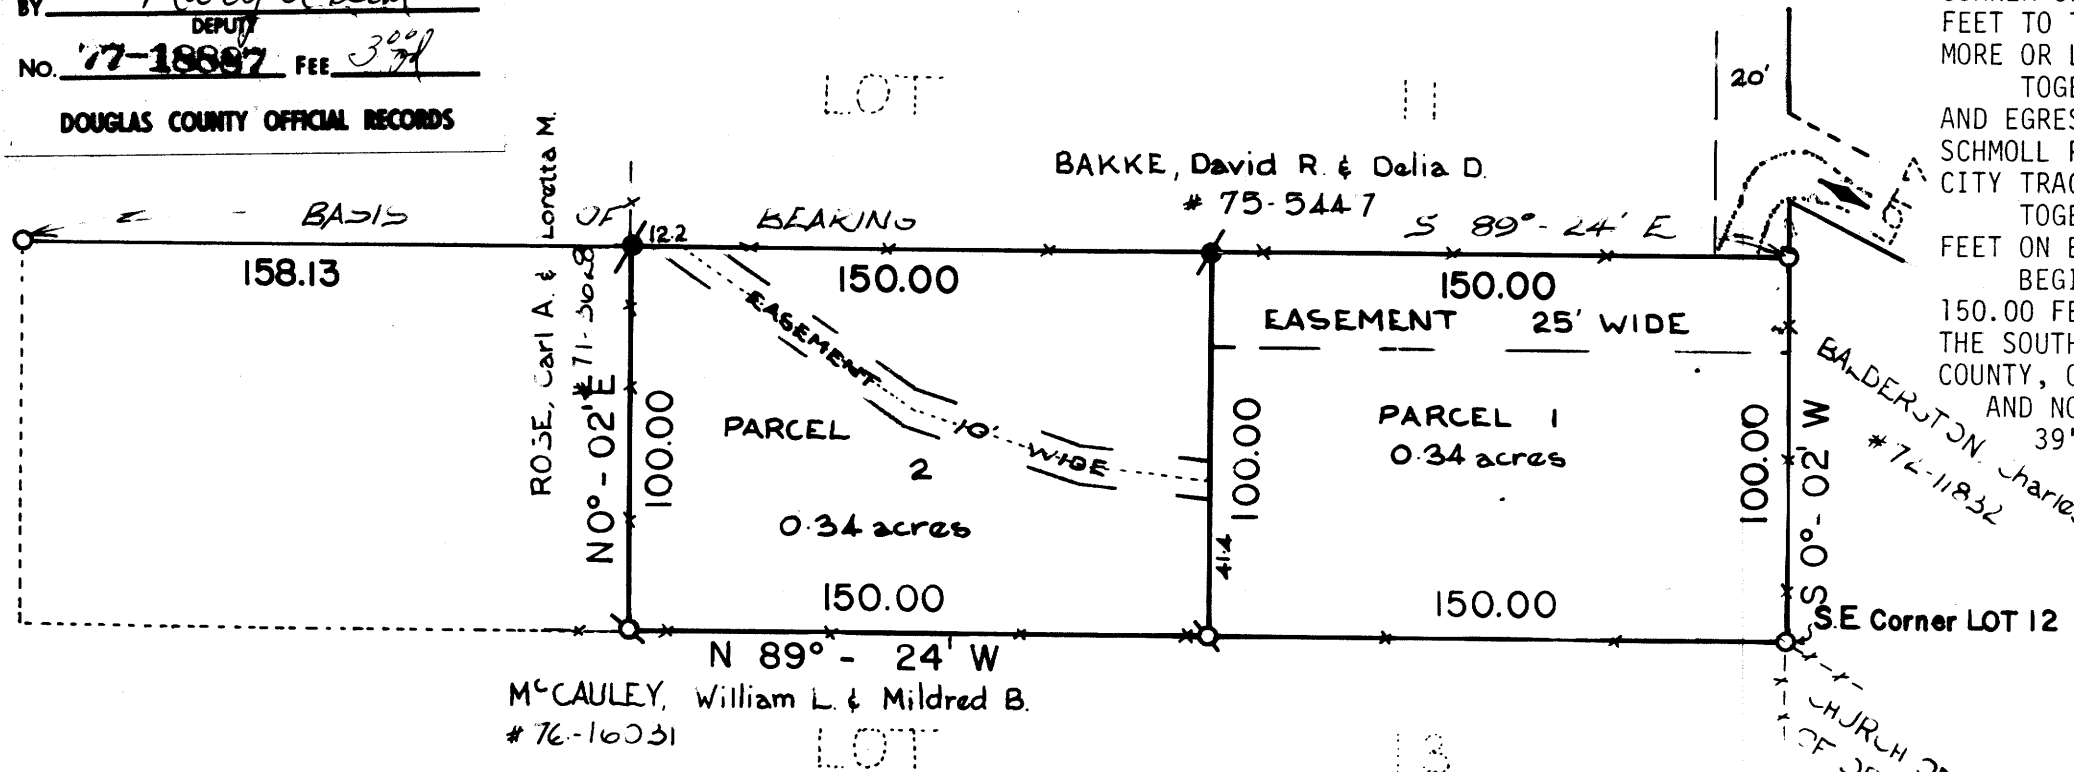 BY
DEPUTY
No. 77-18887 FEE 3.00
DOUGLAS COUNTY OFFICIAL RECORDS
LOT 11
20'
FEET TO
MORE OR
TOGE
AND EGRES
SCHMOLL
CITY TRAC
TOGE
FEET ON
BEGI
150.00 FE
THE SOUTH
COUNTY,
AND NO
39'
BAKKE, David R. & Delia D.
# 75-5447
BASIS OF BEARING S 89°-24' E
158.13
12.2
150.00
150.00
ROSE, Carl A. & Loretta M.
# 71-3628
N 0°-02' E
100.00
EASEMENT 10' WIDE
PARCEL 2
0.34 acres
150.00
100.00
41.4
EASEMENT 25' WIDE
PARCEL 1
0.34 acres
150.00
100.00
S 0°-02' W
BALDERSTON, Charles
# 76-11832
S.E Corner LOT 12
N 89°-24' W
McCAULEY, William L. & Mildred B.
# 76-16031
LOT 13
CHURCH
OF